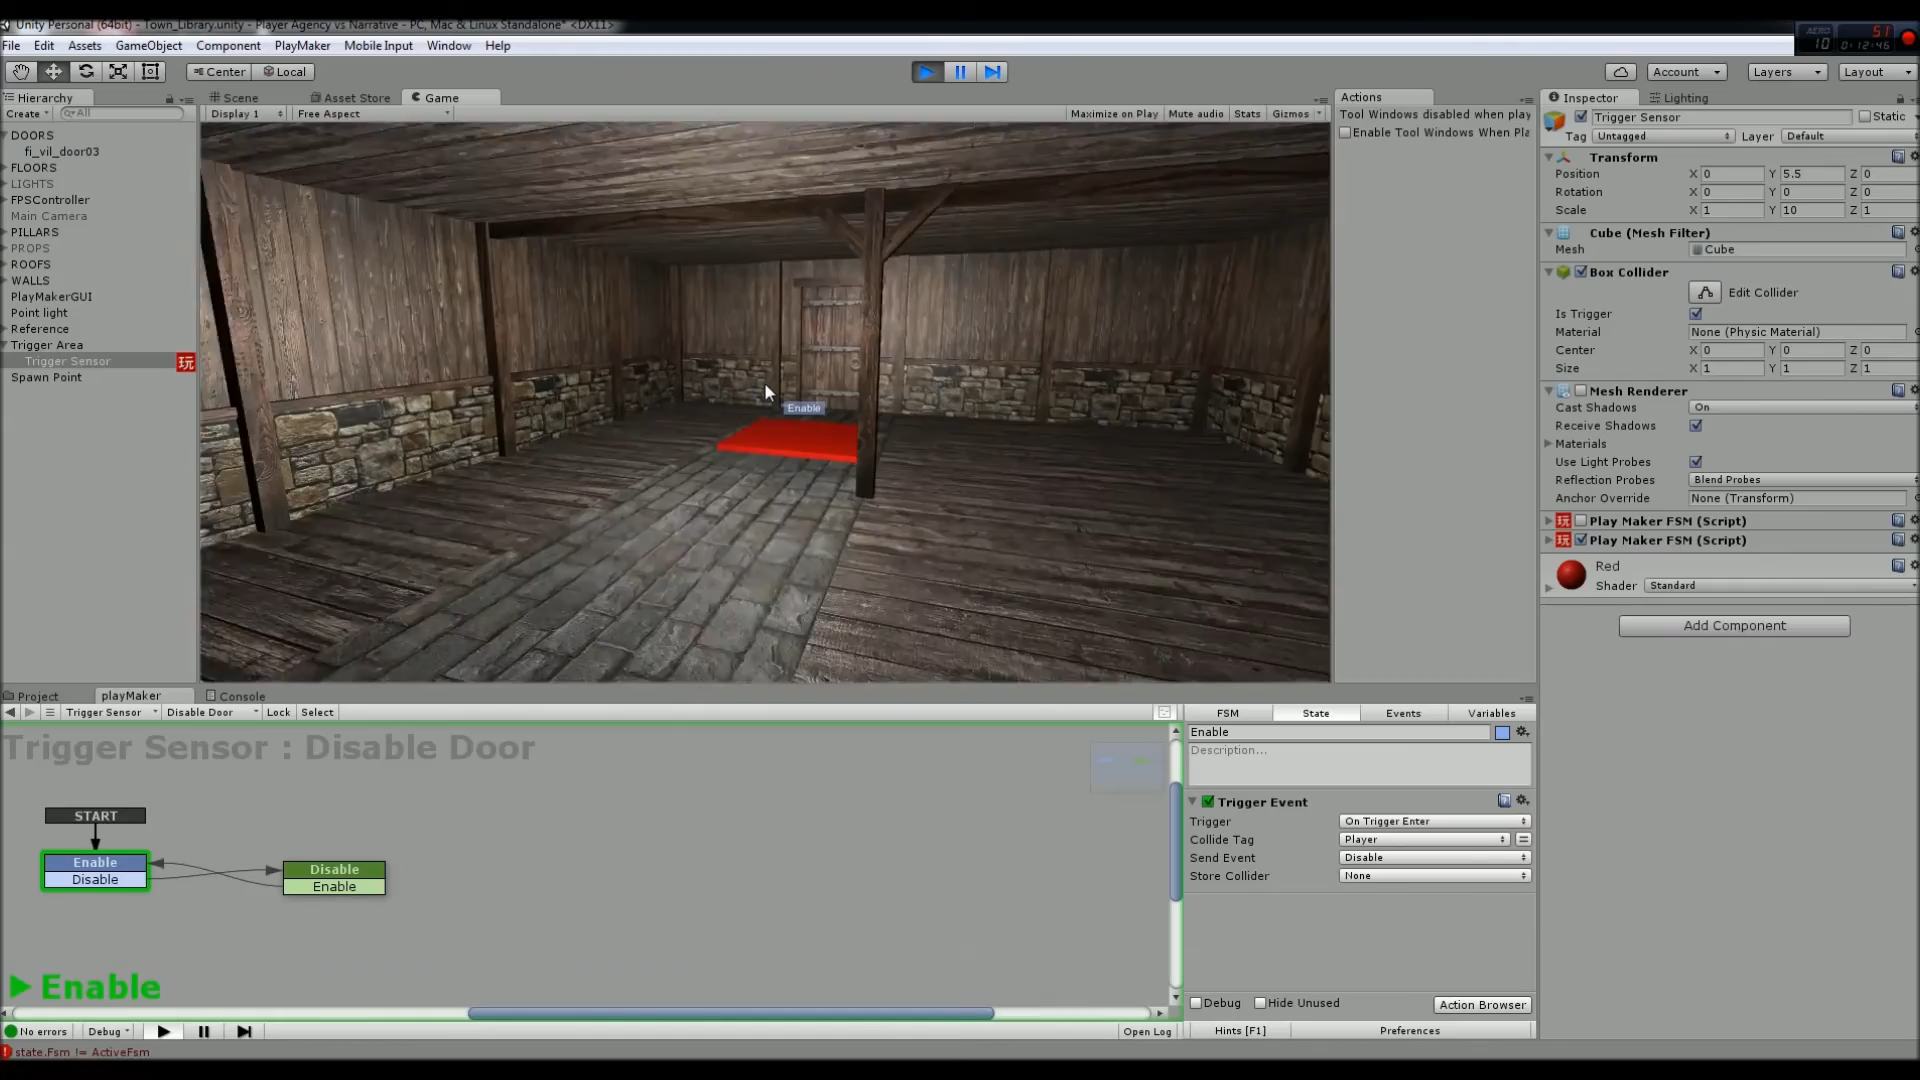 Unity Personal (64bit) - Town_Library.unity - Player Agency vs Narrative - PC, Mac & Linux Standalone* <DX11>
AERO 10 51 0:12:46
File Edit Assets GameObject Component PlayMaker Mobile Input Window Help
Center Local Account Layers Layout
Hierarchy
Create All
DOORS
fi_vil_door03
FLOORS
LIGHTS
FPSController
Main Camera
PILLARS
PROPS
ROOFS
WALLS
PlayMakerGUI
Point light
Reference
Trigger Area
Trigger Sensor 玩
Spawn Point
Scene Asset Store Game
Display 1 Free Aspect Maximize on Play Mute audio Stats Gizmos
Enable
Actions
Tool Windows disabled when play
Enable Tool Windows When Pla
Inspector Lighting
Trigger Sensor Static
Tag Untagged Layer Default
Transform
Position X 0 Y 5.5 Z 0
Rotation X 0 Y 0 Z 0
Scale X 1 Y 10 Z 1
Cube (Mesh Filter)
Mesh Cube
Box Collider
Edit Collider
Is Trigger
Material None (Physic Material)
Center X 0 Y 0 Z 0
Size X 1 Y 1 Z 1
Mesh Renderer
Cast Shadows On
Receive Shadows
Materials
Use Light Probes
Reflection Probes Blend Probes
Anchor Override None (Transform)
玩 Play Maker FSM (Script)
玩 Play Maker FSM (Script)
Red
Shader Standard
Add Component
Project playMaker Console
Trigger Sensor Disable Door Lock Select
Trigger Sensor : Disable Door
START
Enable
Disable
Disable
Enable
Enable
No errors Debug Open Log
state.Fsm != ActiveFsm
FSM State Events Variables
Enable
Description...
Trigger Event
Trigger On Trigger Enter
Collide Tag Player
Send Event Disable
Store Collider None
Debug Hide Unused Action Browser
Hints [F1] Preferences